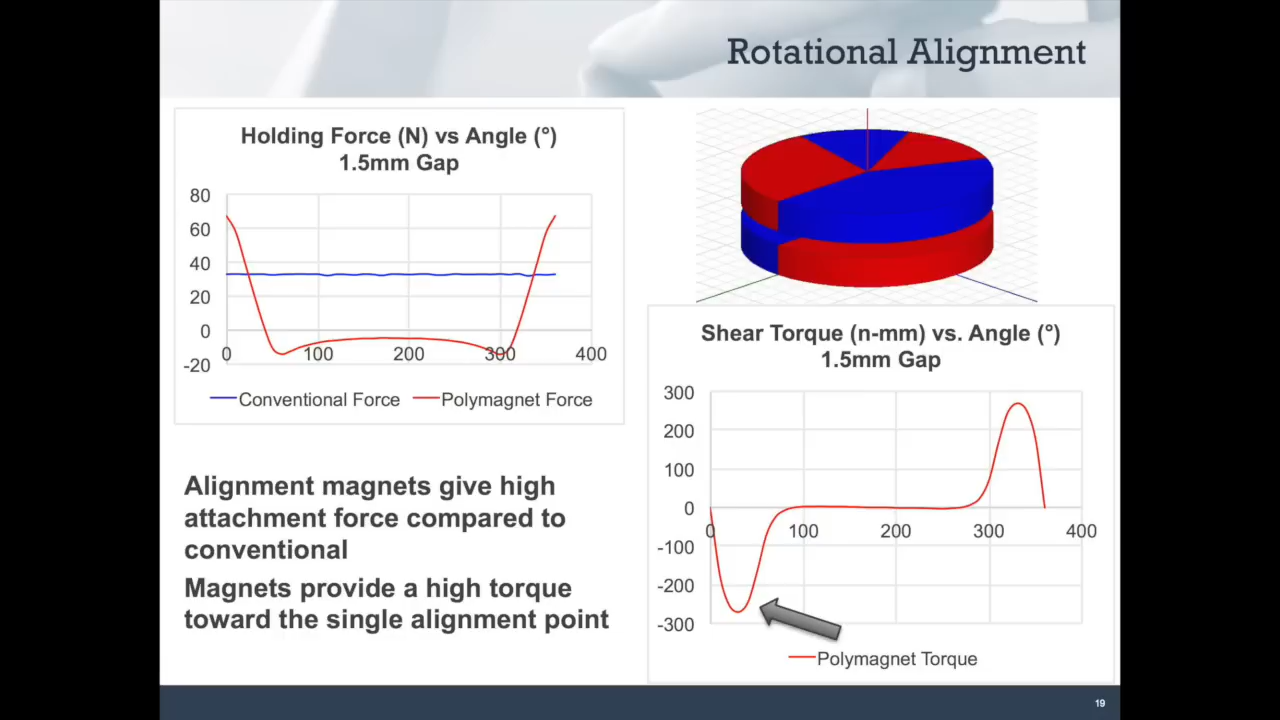 Rotational Alignment
Holding Force (N) vs Angle (°)
1.5mm Gap
80
60
40
20
0
-20
0 100 200 300 400
Conventional Force Polymagnet Force
Alignment magnets give high
attachment force compared to
conventional
Magnets provide a high torque
toward the single alignment point
Shear Torque (n-mm) vs. Angle (°)
1.5mm Gap
300
200
100
0
-100
-200
-300
0 100 200 300 400
Polymagnet Torque
19